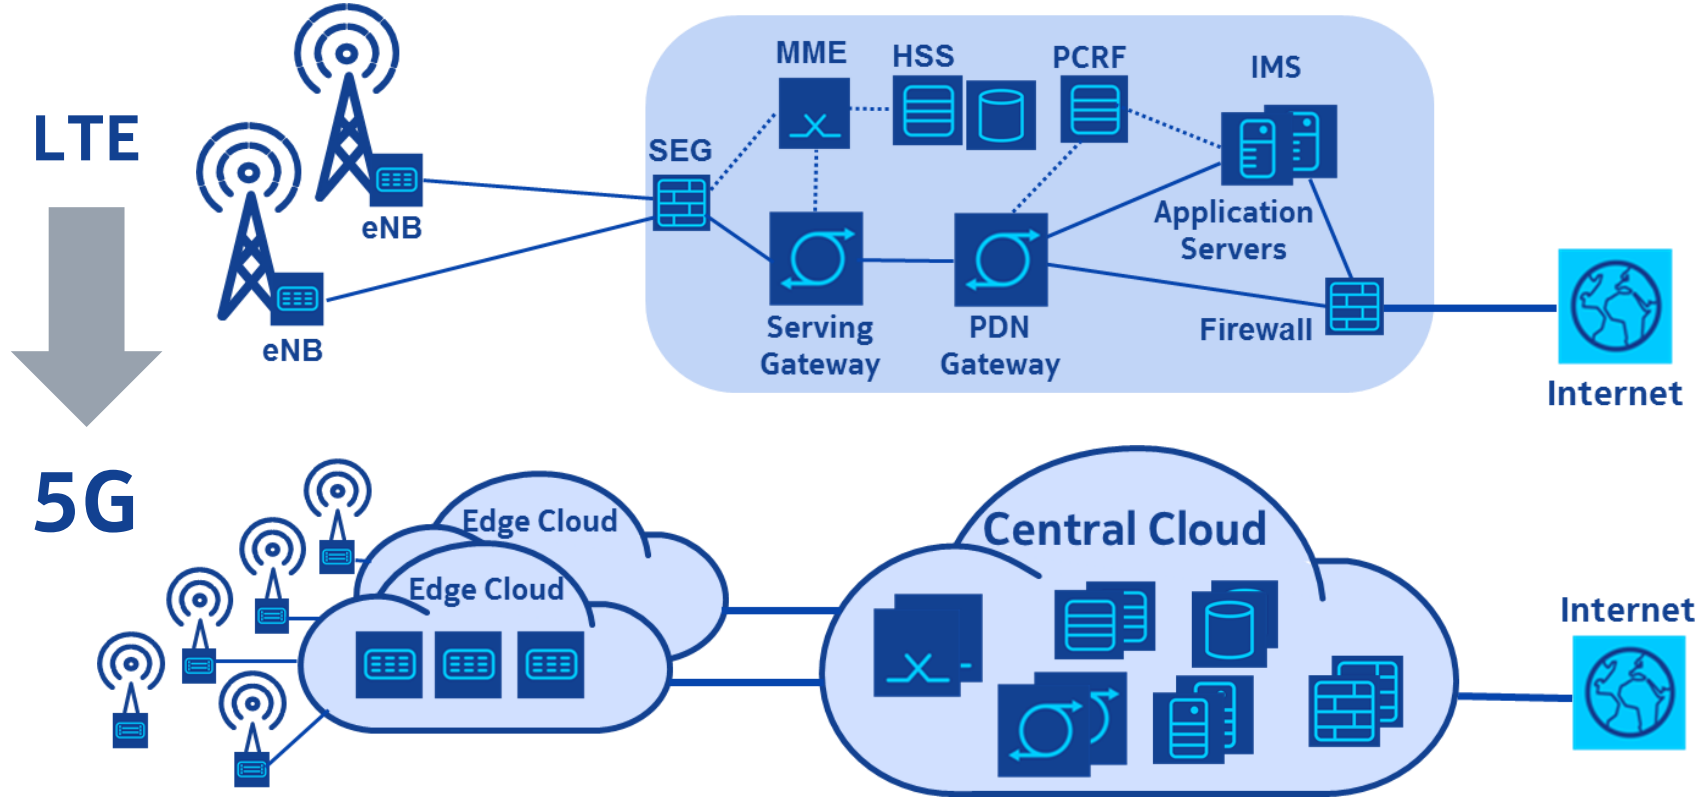 LTE
eNB
eNB
SEG
MME
HSS
PCRF
IMS
Application
Servers
Serving
Gateway
PDN
Gateway
Firewall
Internet
5G
Edge Cloud
Edge Cloud
Central Cloud
Internet